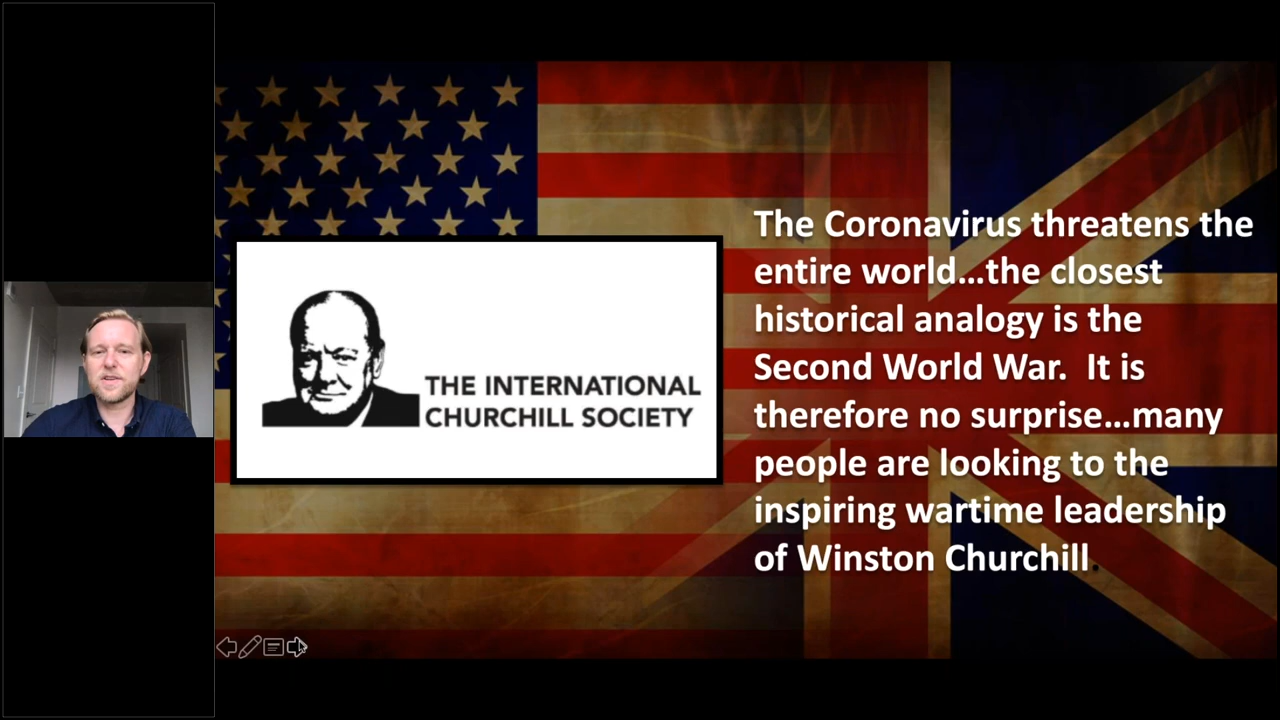 THE INTERNATIONAL
CHURCHILL SOCIETY
The Coronavirus threatens the
entire world…the closest
historical analogy is the
Second World War.  It is
therefore no surprise…many
people are looking to the
inspiring wartime leadership
of Winston Churchill.